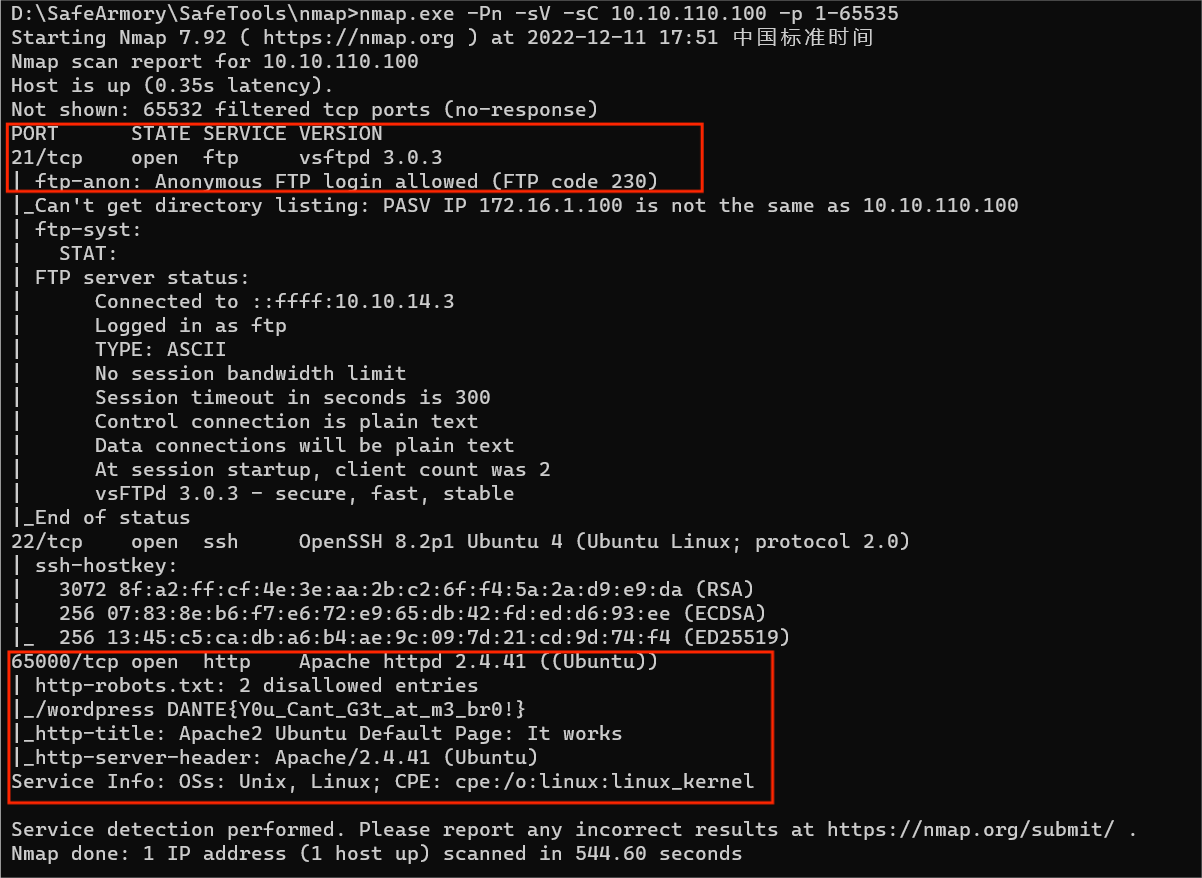 D:\SafeArmory\SafeTools\nmap>nmap.exe -Pn -sV -sC 10.10.110.100 -p 1-65535
Starting Nmap 7.92 ( https://nmap.org ) at 2022-12-11 17:51 中国标准时间
Nmap scan report for 10.10.110.100
Host is up (0.35s latency).
Not shown: 65532 filtered tcp ports (no-response)
PORT      STATE SERVICE VERSION
21/tcp    open  ftp     vsftpd 3.0.3
| ftp-anon: Anonymous FTP login allowed (FTP code 230)
|_Can't get directory listing: PASV IP 172.16.1.100 is not the same as 10.10.110.100
| ftp-syst:
|   STAT:
| FTP server status:
|      Connected to ::ffff:10.10.14.3
|      Logged in as ftp
|      TYPE: ASCII
|      No session bandwidth limit
|      Session timeout in seconds is 300
|      Control connection is plain text
|      Data connections will be plain text
|      At session startup, client count was 2
|      vsFTPd 3.0.3 - secure, fast, stable
|_End of status
22/tcp    open  ssh     OpenSSH 8.2p1 Ubuntu 4 (Ubuntu Linux; protocol 2.0)
| ssh-hostkey:
|   3072 8f:a2:ff:cf:4e:3e:aa:2b:c2:6f:f4:5a:2a:d9:e9:da (RSA)
|   256 07:83:8e:b6:f7:e6:72:e9:65:db:42:fd:ed:d6:93:ee (ECDSA)
|_  256 13:45:c5:ca:db:a6:b4:ae:9c:09:7d:21:cd:9d:74:f4 (ED25519)
65000/tcp open  http    Apache httpd 2.4.41 ((Ubuntu))
| http-robots.txt: 2 disallowed entries
|_/wordpress DANTE{Y0u_Cant_G3t_at_m3_br0!}
|_http-title: Apache2 Ubuntu Default Page: It works
|_http-server-header: Apache/2.4.41 (Ubuntu)
Service Info: OSs: Unix, Linux; CPE: cpe:/o:linux:linux_kernel
Service detection performed. Please report any incorrect results at https://nmap.org/submit/ .
Nmap done: 1 IP address (1 host up) scanned in 544.60 seconds